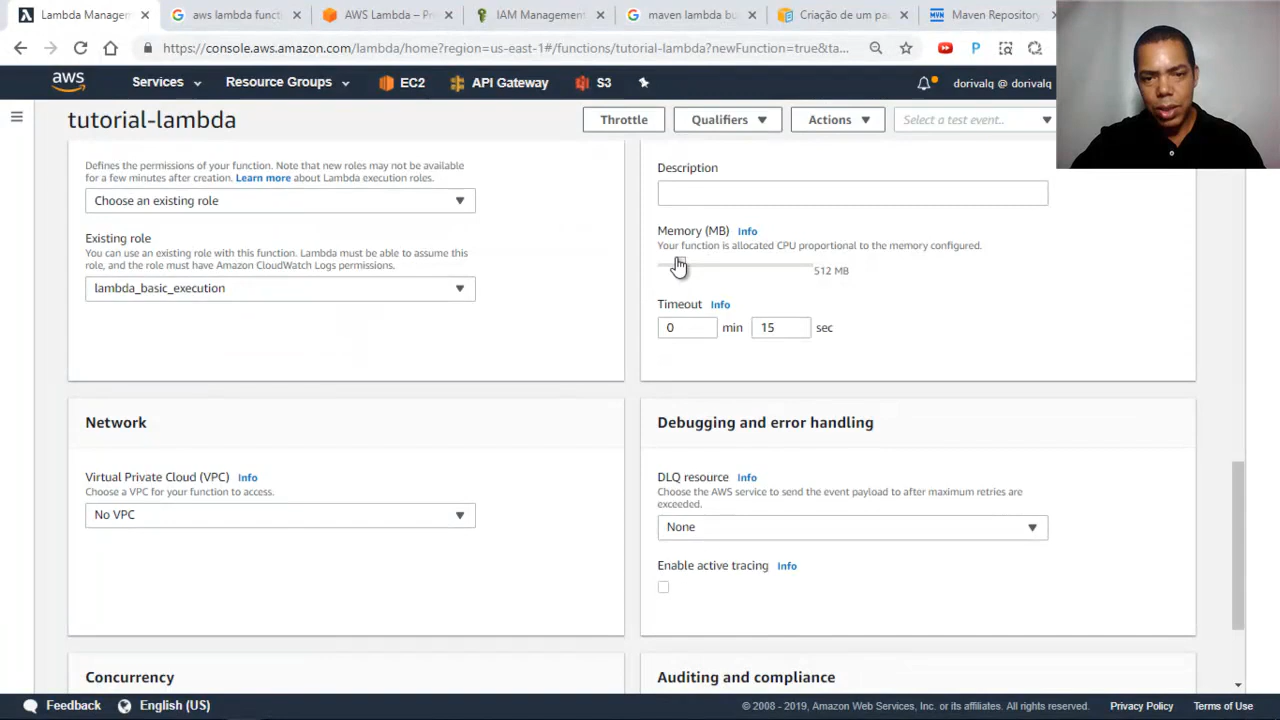 Lambda Management
aws lambda funct
AWS Lambda – Pr
IAM Management
maven lambda bu
Criação de um pa
Maven Repository
https://console.aws.amazon.com/lambda/home?region=us-east-1#/functions/tutorial-lambda?newFunction=true&ta...
aws
Services
Resource Groups
EC2
API Gateway
S3
dorivalq @ dorivalq
tutorial-lambda
Throttle
Qualifiers
Actions
Select a test event..
Defines the permissions of your function. Note that new roles may not be available
for a few minutes after creation. Learn more about Lambda execution roles.
Choose an existing role
Existing role
You can use an existing role with this function. Lambda must be able to assume this
role, and the role must have Amazon CloudWatch Logs permissions.
lambda_basic_execution
Description
Memory (MB) Info
Your function is allocated CPU proportional to the memory configured.
512 MB
Timeout Info
0 min 15 sec
Network
Virtual Private Cloud (VPC) Info
Choose a VPC for your function to access.
No VPC
Debugging and error handling
DLQ resource Info
Choose the AWS service to send the event payload to after maximum retries are
exceeded.
None
Enable active tracing Info
Concurrency
Auditing and compliance
Feedback
English (US)
© 2008 - 2019, Amazon Web Services, Inc. or its affiliates. All rights reserved.
Privacy Policy
Terms of Use